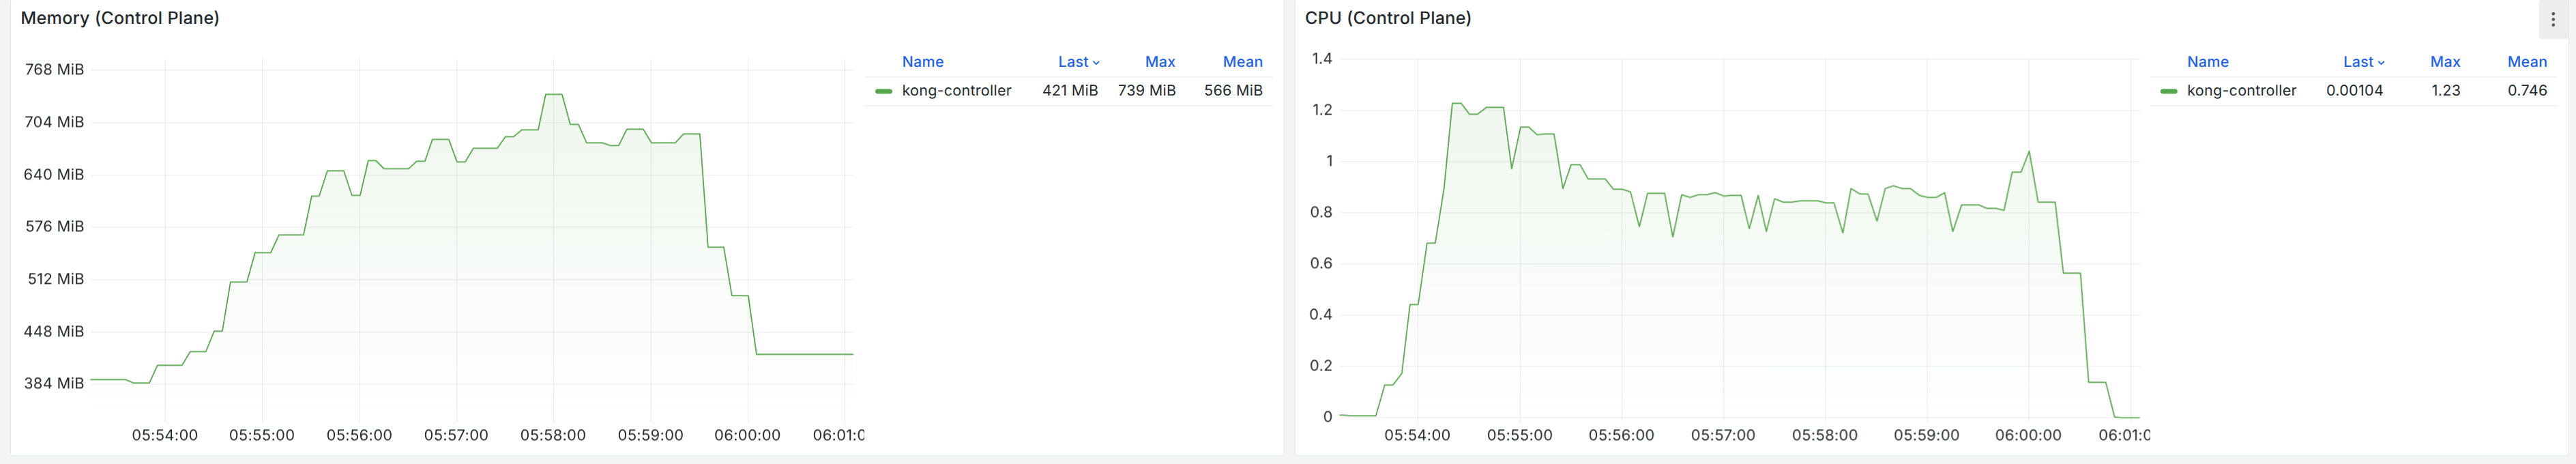 Memory (Control Plane)
768 MiB
704 MiB
640 MiB
576 MiB
512 MiB
448 MiB
384 MiB
05:54:00 05:55:00 05:56:00 05:57:00 05:58:00 05:59:00 06:00:00 06:01:0
Name Last Max Mean
kong-controller 421 MiB 739 MiB 566 MiB
CPU (Control Plane)
1.4
1.2
1
0.8
0.6
0.4
0.2
0
05:54:00 05:55:00 05:56:00 05:57:00 05:58:00 05:59:00 06:00:00 06:01:0
Name Last Max Mean
kong-controller 0.00104 1.23 0.746